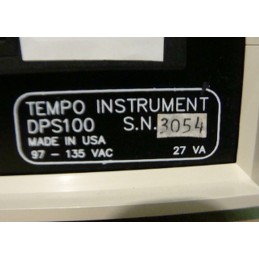 TEMPO INSTRUMENT
DPS100 S.N. 3054
MADE IN USA
97 - 135 VAC 27 VA